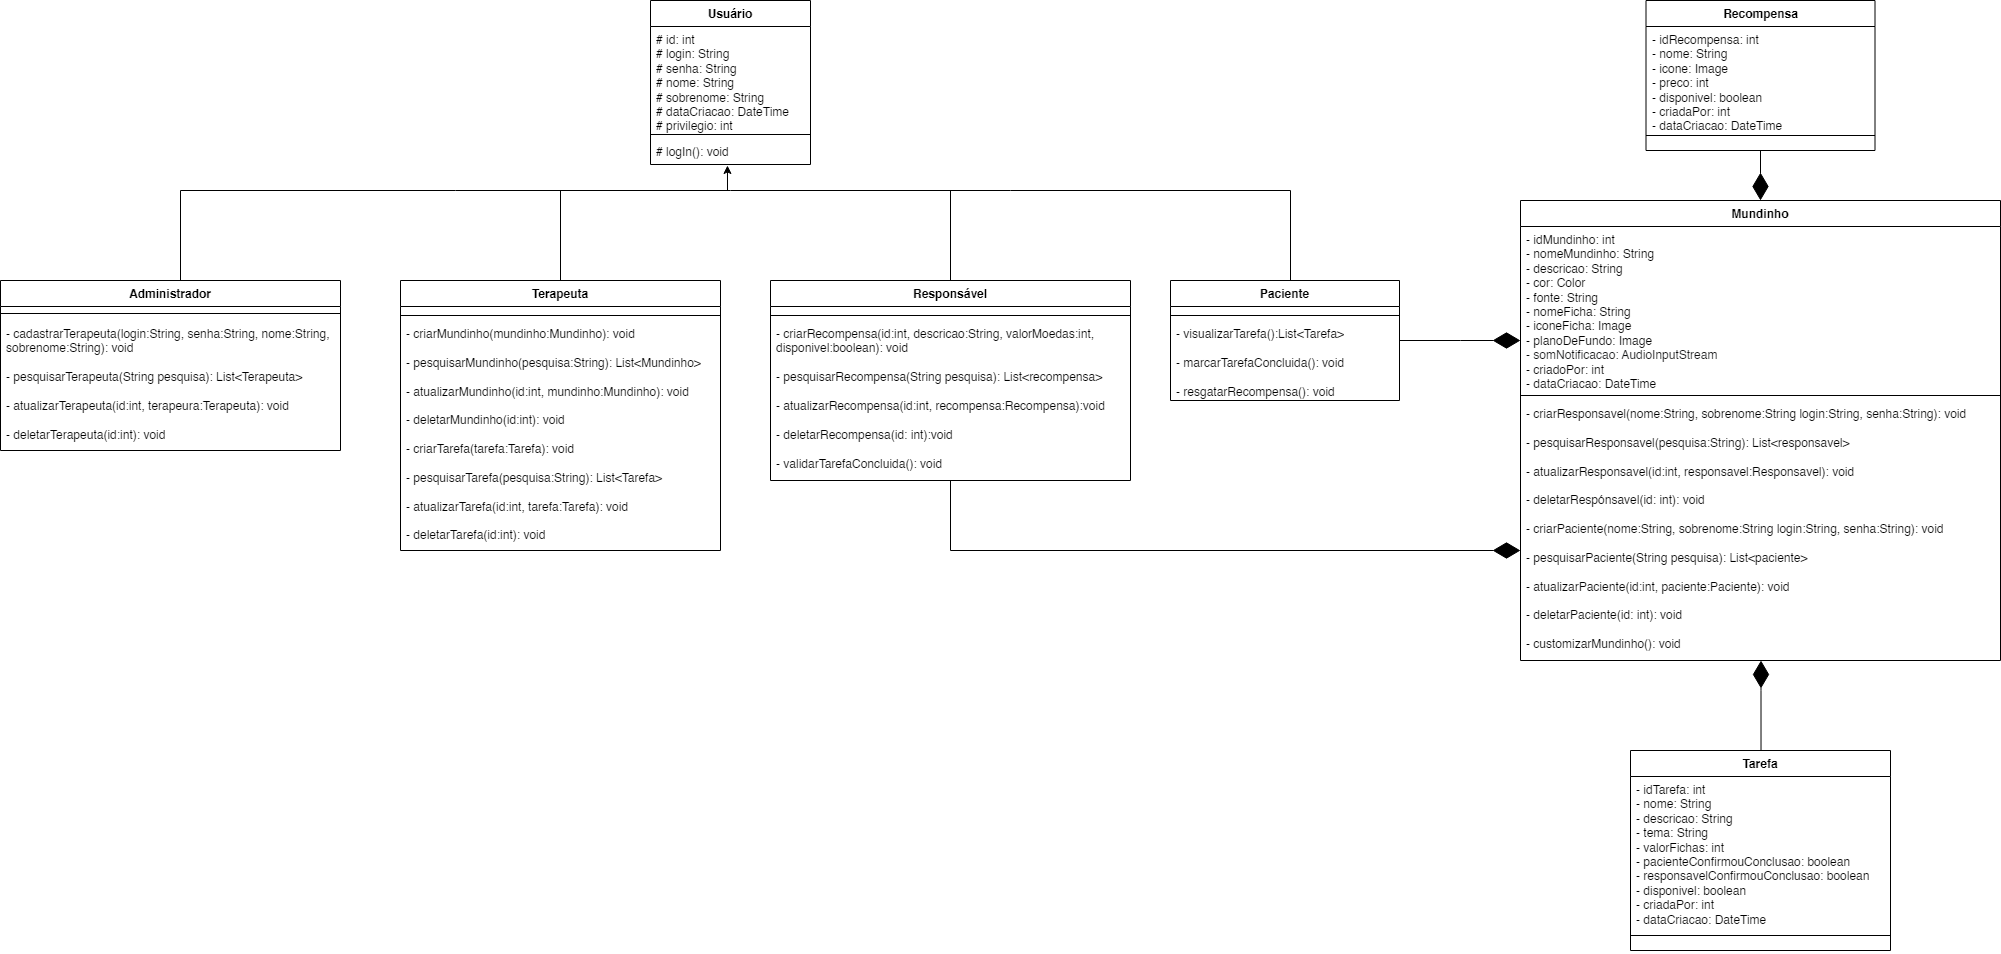 Usuário
# id: int
# login: String
# senha: String
# nome: String
# sobrenome: String
# dataCriacao: DateTime
# privilegio: int
# logIn(): void
Recompensa
- idRecompensa: int
- nome: String
- icone: Image
- preco: int
- disponivel: boolean
- criadaPor: int
- dataCriacao: DateTime
Administrador
- cadastrarTerapeuta(login:String, senha:String, nome:String,
sobrenome:String): void
- pesquisarTerapeuta(String pesquisa): List<Terapeuta>
- atualizarTerapeuta(id:int, terapeura:Terapeuta): void
- deletarTerapeuta(id:int): void
Terapeuta
- criarMundinho(mundinho:Mundinho): void
- pesquisarMundinho(pesquisa:String): List<Mundinho>
- atualizarMundinho(id:int, mundinho:Mundinho): void
- deletarMundinho(id:int): void
- criarTarefa(tarefa:Tarefa): void
- pesquisarTarefa(pesquisa:String): List<Tarefa>
- atualizarTarefa(id:int, tarefa:Tarefa): void
- deletarTarefa(id:int): void
Responsável
- criarRecompensa(id:int, descricao:String, valorMoedas:int,
disponivel:boolean): void
- pesquisarRecompensa(String pesquisa): List<recompensa>
- atualizarRecompensa(id:int, recompensa:Recompensa):void
- deletarRecompensa(id: int):void
- validarTarefaConcluida(): void
Paciente
- visualizarTarefa():List<Tarefa>
- marcarTarefaConcluida(): void
- resgatarRecompensa(): void
Mundinho
- idMundinho: int
- nomeMundinho: String
- descricao: String
- cor: Color
- fonte: String
- nomeFicha: String
- iconeFicha: Image
- planoDeFundo: Image
- somNotificacao: AudioInputStream
- criadoPor: int
- dataCriacao: DateTime
- criarResponsavel(nome:String, sobrenome:String login:String, senha:String): void
- pesquisarResponsavel(pesquisa:String): List<responsavel>
- atualizarResponsavel(id:int, responsavel:Responsavel): void
- deletarRespónsavel(id: int): void
- criarPaciente(nome:String, sobrenome:String login:String, senha:String): void
- pesquisarPaciente(String pesquisa): List<paciente>
- atualizarPaciente(id:int, paciente:Paciente): void
- deletarPaciente(id: int): void
- customizarMundinho(): void
Tarefa
- idTarefa: int
- nome: String
- descricao: String
- tema: String
- valorFichas: int
- pacienteConfirmouConclusao: boolean
- responsavelConfirmouConclusao: boolean
- disponivel: boolean
- criadaPor: int
- dataCriacao: DateTime